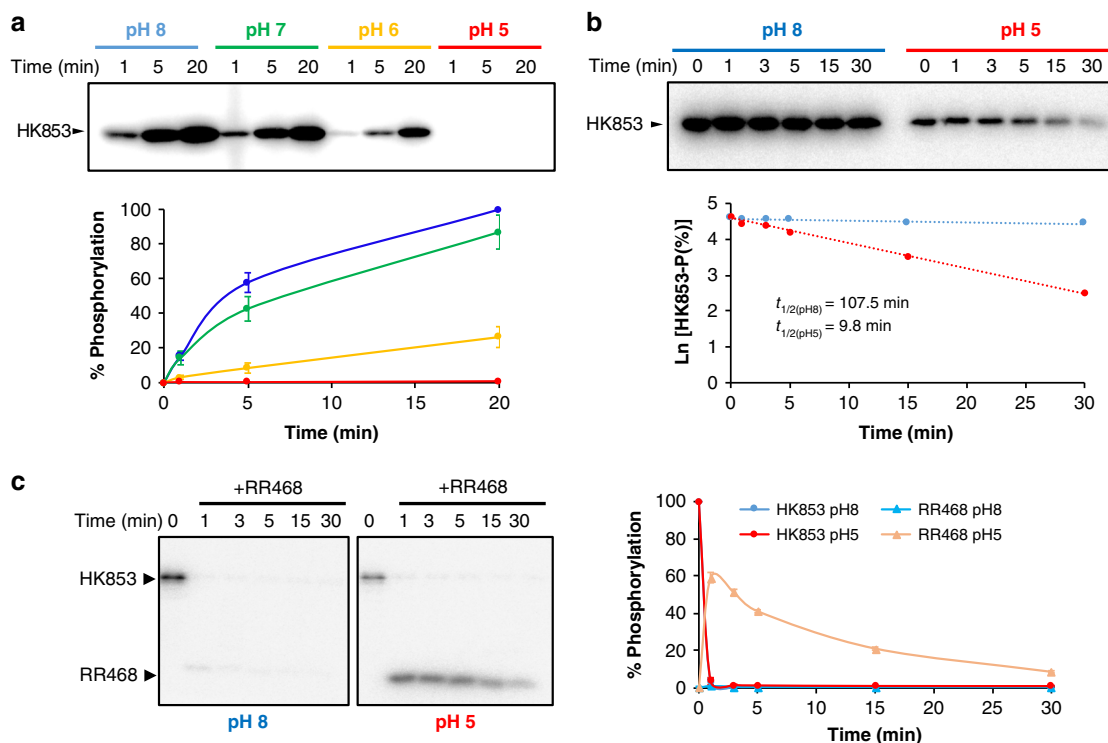 a
pH 8 pH 7 pH 6 pH 5
Time (min) 1 5 20 1 5 20 1 5 20 1 5 20
HK853
% Phosphorylation
100
80
60
40
20
0
0 5 10 15 20
Time (min)
b
pH 8 pH 5
Time (min) 0 1 3 5 15 30 0 1 3 5 15 30
HK853
Ln [HK853-P(%)]
5
4
3
2
1
0
t1/2(pH8) = 107.5 min
t1/2(pH5) = 9.8 min
0 5 10 15 20 25 30
Time (min)
c
+RR468 +RR468
Time (min) 0 1 3 5 15 30 0 1 3 5 15 30
HK853
RR468
pH 8 pH 5
% Phosphorylation
100
80
60
40
20
0
HK853 pH8 RR468 pH8
HK853 pH5 RR468 pH5
0 5 10 15 20 25 30
Time (min)